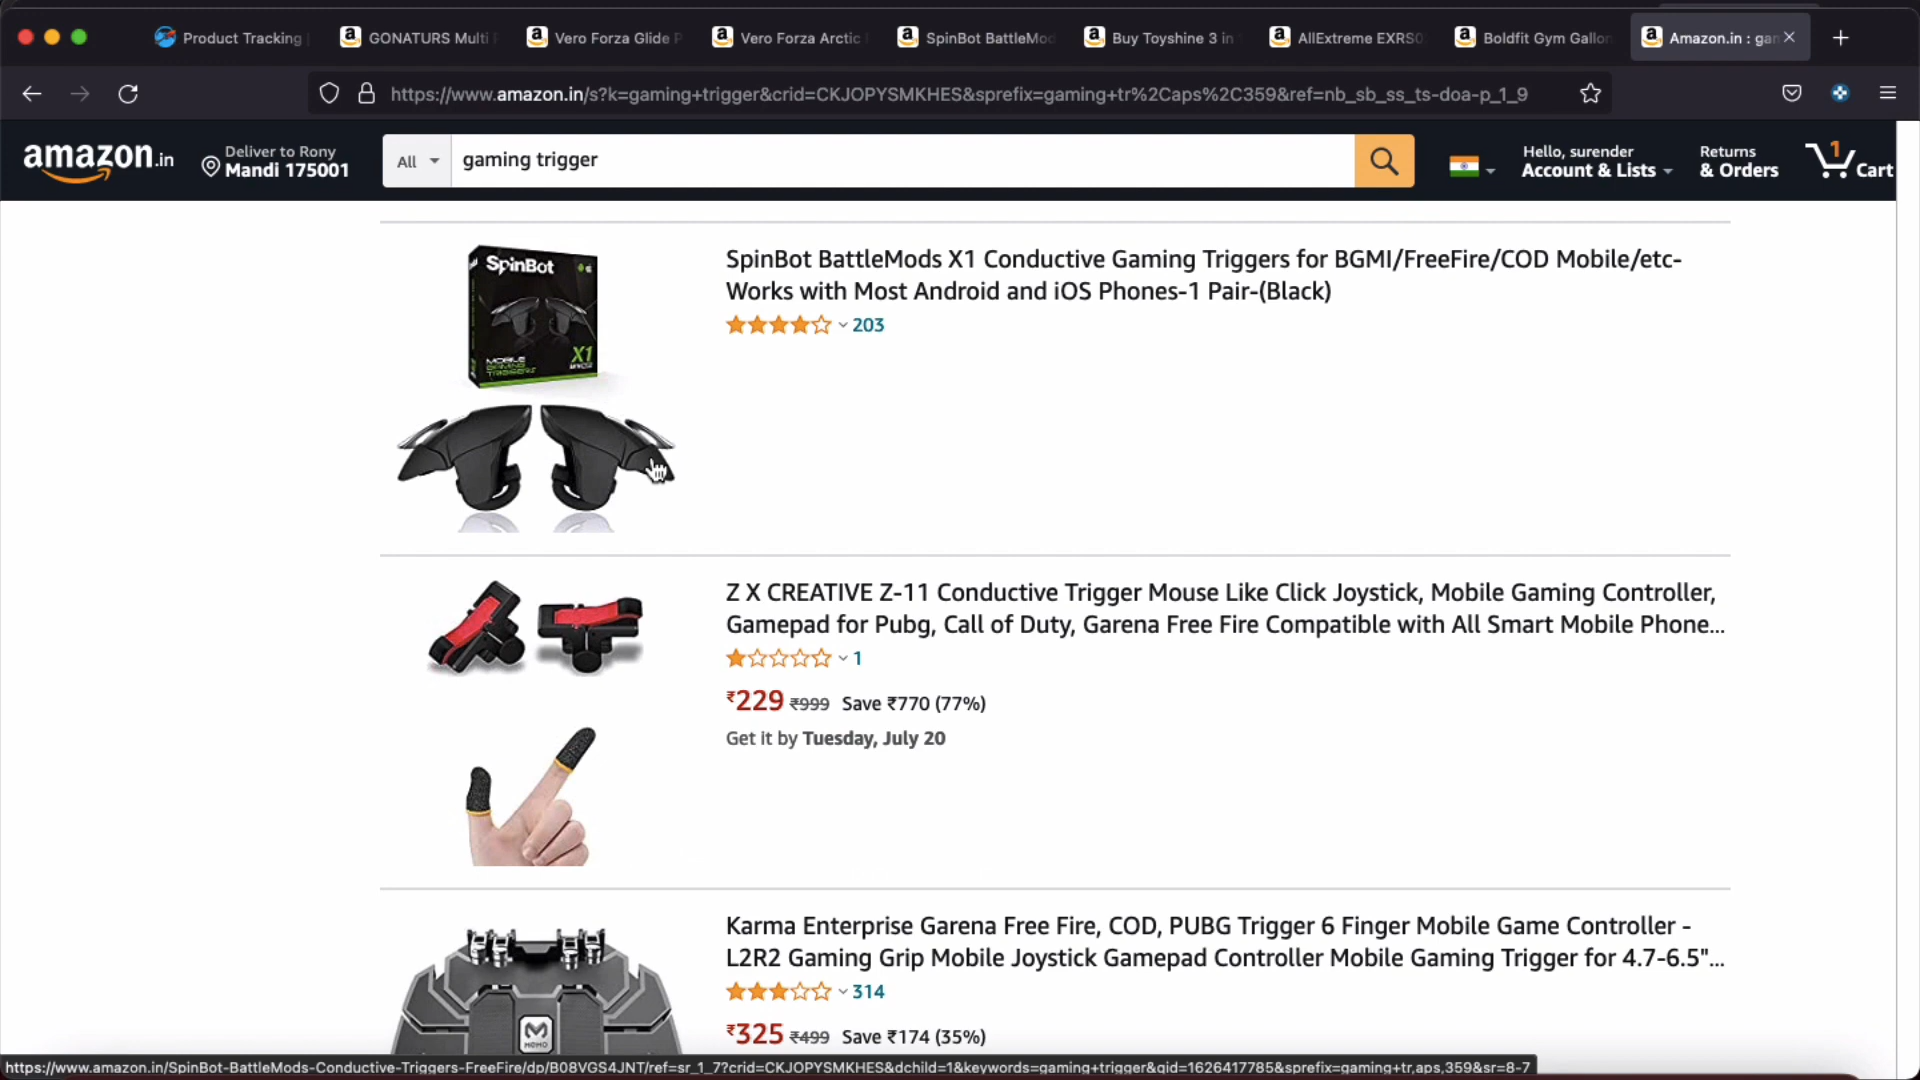 Product Tracking
GONATURS Multi
Vero Forza Glide P
Vero Forza Arctic
SpinBot BattleMod
Buy Toyshine 3 in
AllExtreme EXRS0
Boldfit Gym Gallon
Amazon.in : gam
https://www.amazon.in/s?k=gaming+trigger&crid=CKJOPYSMKHES&sprefix=gaming+tr%2Caps%2C359&ref=nb_sb_ss_ts-doa-p_1_9
amazon.in
Deliver to Rony
Mandi 175001
All
gaming trigger
Hello, surender
Account & Lists
Returns
& Orders
1
Cart
SpinBot
MOBILE
GAMING
TRIGGERS
X1
SpinBot BattleMods X1 Conductive Gaming Triggers for BGMI/FreeFire/COD Mobile/etc-
Works with Most Android and iOS Phones-1 Pair-(Black)
203
Z X CREATIVE Z-11 Conductive Trigger Mouse Like Click Joystick, Mobile Gaming Controller,
Gamepad for Pubg, Call of Duty, Garena Free Fire Compatible with All Smart Mobile Phone...
1
₹229 ₹999 Save ₹770 (77%)
Get it by Tuesday, July 20
Karma Enterprise Garena Free Fire, COD, PUBG Trigger 6 Finger Mobile Game Controller -
L2R2 Gaming Grip Mobile Joystick Gamepad Controller Mobile Gaming Trigger for 4.7-6.5"...
314
₹325 ₹499 Save ₹174 (35%)
MEMO
https://www.amazon.in/SpinBot-BattleMods-Conductive-Triggers-FreeFire/dp/B08VGS4JNT/ref=sr_1_7?crid=CKJOPYSMKHES&dchild=1&keywords=gaming+trigger&qid=1626417785&sprefix=gaming+tr,aps,359&sr=8-7